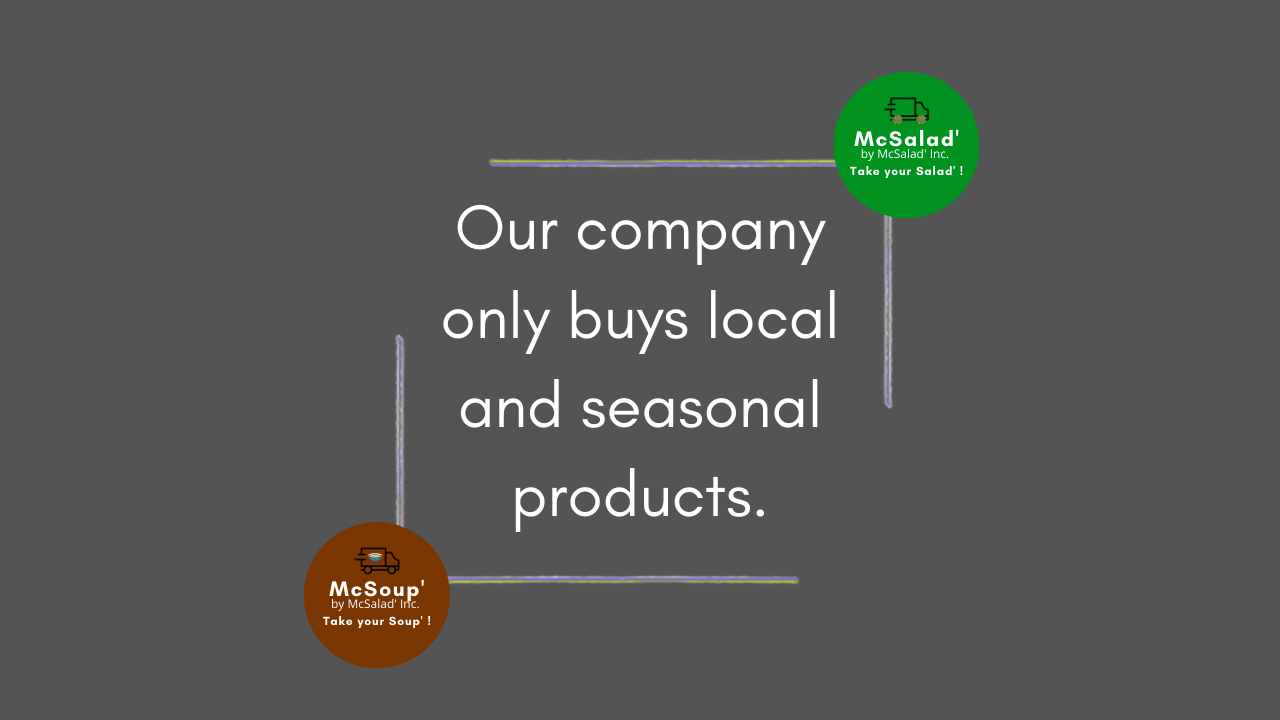 McSalad'
by McSalad' Inc.
Take your Salad' !
Our company
only buys local
and seasonal
products.
McSoup'
by McSalad' Inc.
Take your Soup' !